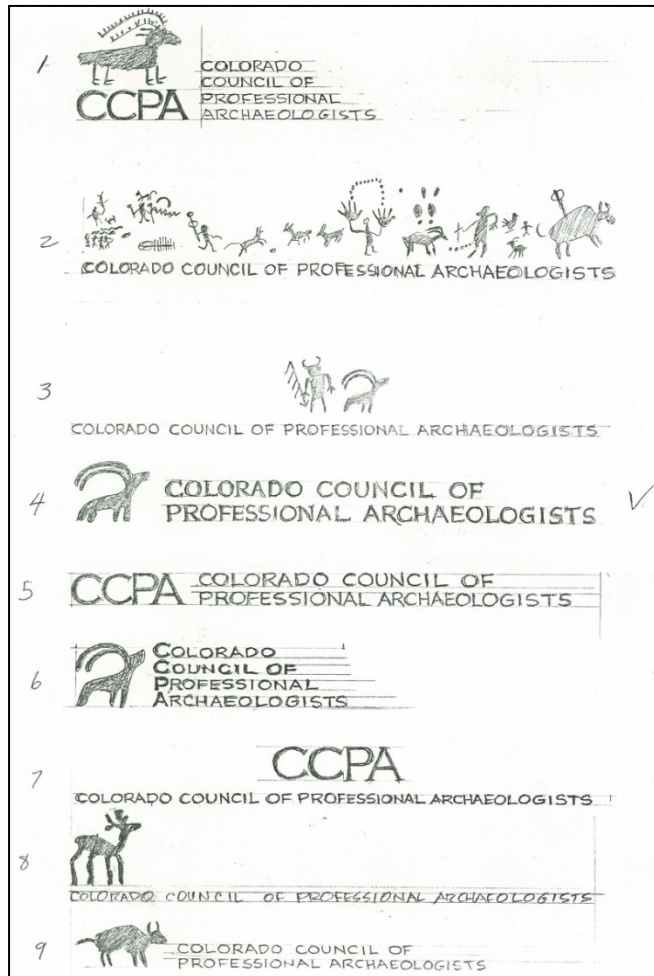 1
CCPA
COLORADO
COUNCIL OF
PROFESSIONAL
ARCHAEOLOGISTS
2
COLORADO COUNCIL OF PROFESSIONAL ARCHAEOLOGISTS
3
COLORADO COUNCIL OF PROFESSIONAL ARCHAEOLOGISTS
4
COLORADO COUNCIL OF
PROFESSIONAL ARCHAEOLOGISTS
✓
5
CCPA
COLORADO COUNCIL OF
PROFESSIONAL ARCHAEOLOGISTS
6
COLORADO
COUNCIL OF
PROFESSIONAL
ARCHAEOLOGISTS
7
CCPA
COLORADO COUNCIL OF PROFESSIONAL ARCHAEOLOGISTS
8
COLORADO COUNCIL OF PROFESSIONAL ARCHAEOLOGISTS
9
COLORADO COUNCIL OF
PROFESSIONAL ARCHAEOLOGISTS